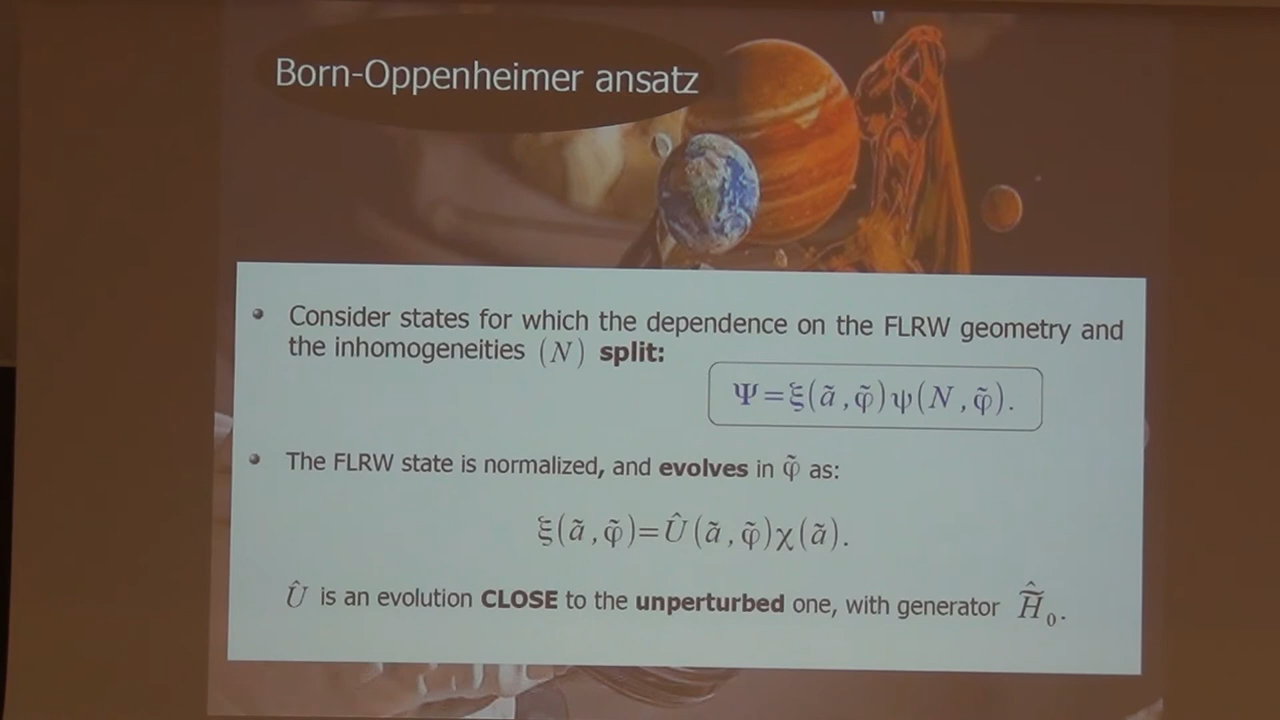 Born-Oppenheimer ansatz
• Consider states for which the dependence on the FLRW geometry and
the inhomogeneities (N) split:
Ψ=ξ(ã,φ̃)ψ(N,φ̃).
• The FLRW state is normalized, and evolves in φ̃ as:
ξ(ã,φ̃)=Û(ã,φ̃)χ(ã).
Û is an evolution CLOSE to the unperturbed one, with generator H̃̂₀.